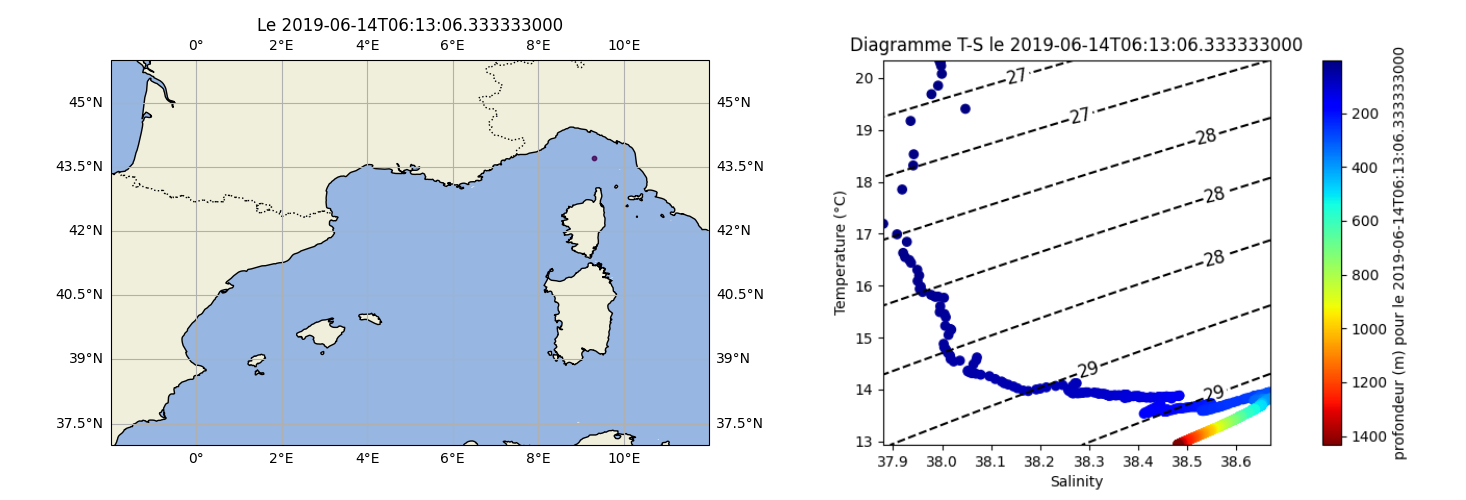 Le 2019-06-14T06:13:06.333333000
0° 2°E 4°E 6°E 8°E 10°E
45°N 45°N
43.5°N 43.5°N
42°N 42°N
40.5°N 40.5°N
39°N 39°N
37.5°N 37.5°N
0° 2°E 4°E 6°E 8°E 10°E
Diagramme T-S le 2019-06-14T06:13:06.333333000
Temperature (°C)
20
19
18
17
16
15
14
13
27
27
28
28
28
29
29
37.9 38.0 38.1 38.2 38.3 38.4 38.5 38.6
Salinity
200
400
600
800
1000
1200
1400
profondeur (m) pour le 2019-06-14T06:13:06.333333000